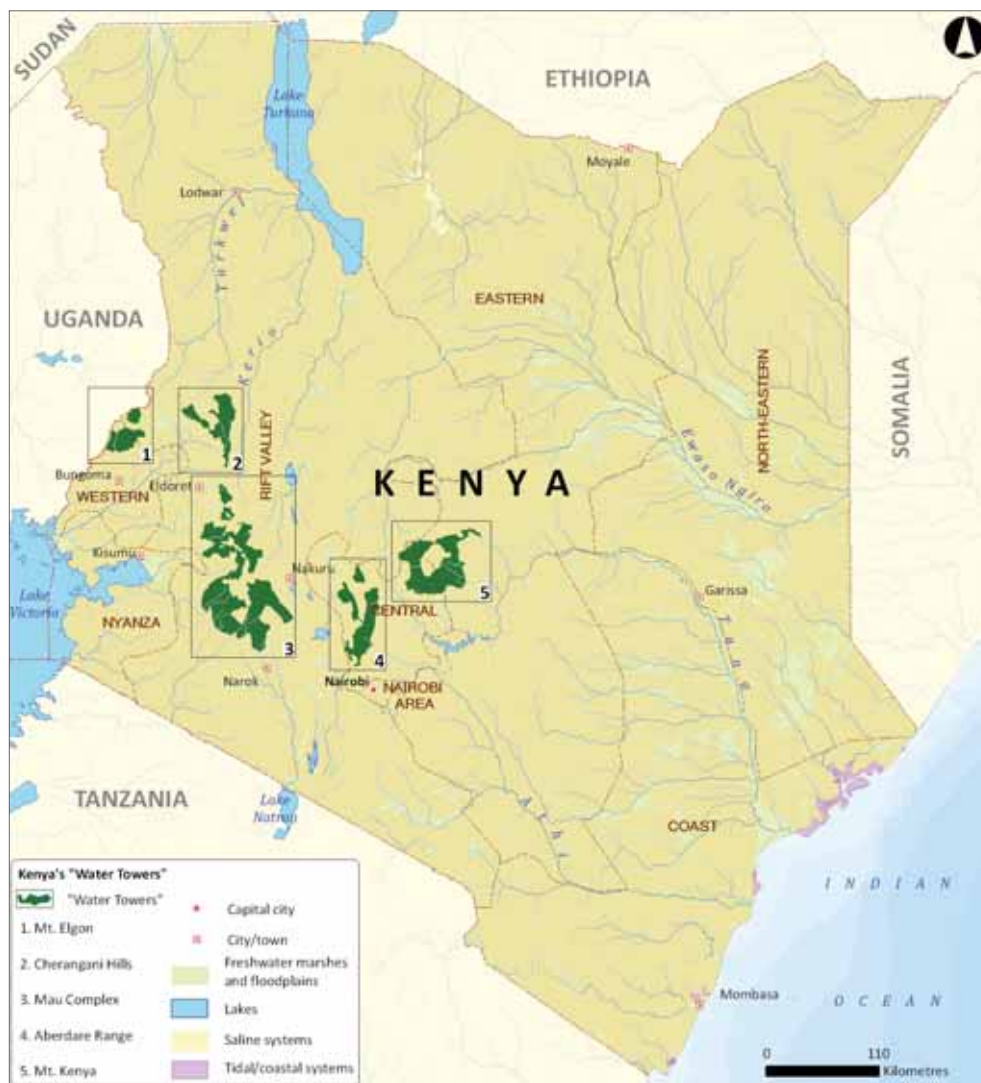 SUDAN
ETHIOPIA
Lake
Turkana
Moyale
Lodwar
Turkwel
EASTERN
UGANDA
Kerio
NORTH-EASTERN
SOMALIA
RIFT VALLEY
1
2
Bungoma
WESTERN
Eldoret
KENYA
Ewaso Ngiro
Kisumu
Nakuru
5
Garissa
Lake
Victoria
CENTRAL
NYANZA
Tana
3
4
Narok
Nairobi
NAIROBI
AREA
TANZANIA
Lake
Natron
Athi
COAST
INDIAN
OCEAN
Mombasa
Kenya's "Water Towers"
"Water Towers"
1. Mt. Elgon
2. Cherangani Hills
3. Mau Complex
4. Aberdare Range
5. Mt. Kenya
Capital city
City/town
Freshwater marshes
and floodplains
Lakes
Saline systems
Tidal/coastal systems
0 110
Kilometres